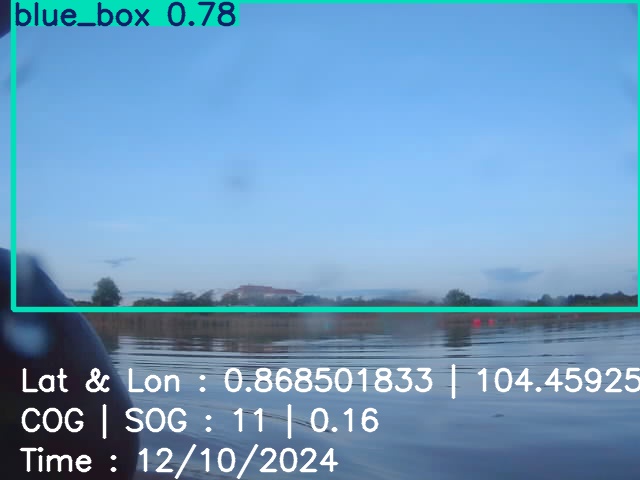 blue_box 0.78
Lat & Lon : 0.868501833 | 104.45925
COG | SOG : 11 | 0.16
Time : 12/10/2024